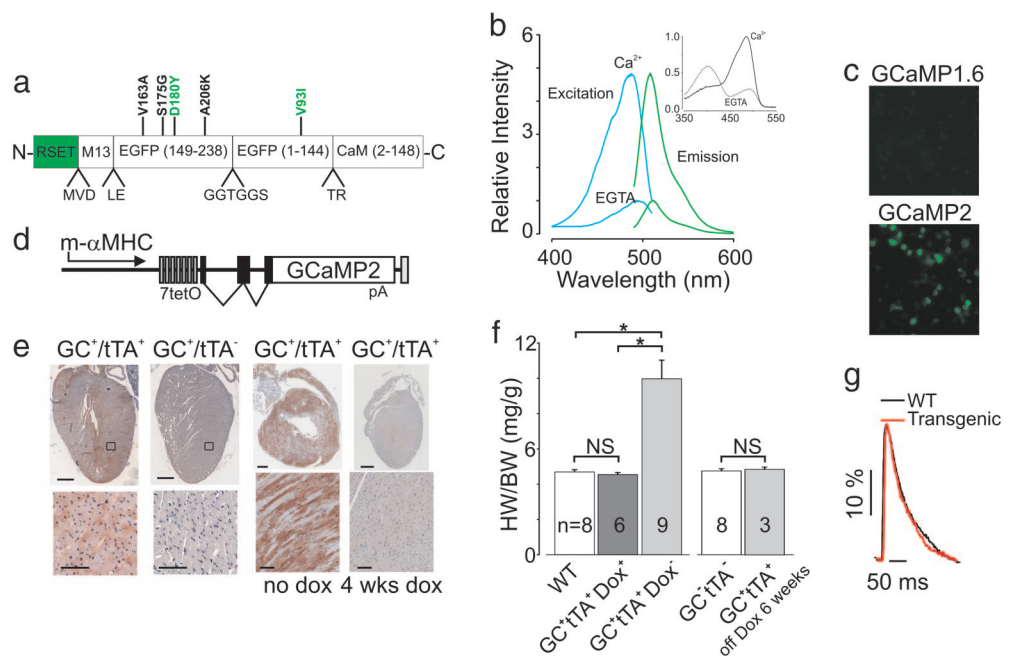 a
V163A
S175G
D180Y
A206K
V93I
N-
RSET
M13
EGFP (149-238)
EGFP (1-144)
CaM (2-148)
-C
MVD
LE
GGTGGS
TR
b
6
5
3
2
0
Relative Intensity
Excitation
Ca²⁺
EGTA
Emission
400
500
600
Wavelength (nm)
1.0
0.5
0.0
Ca²⁺
EGTA
350
450
550
c
GCaMP1.6
GCaMP2
d
m-αMHC
7tetO
GCaMP2
pA
e
GC⁺/tTA⁺
GC⁺/tTA⁻
GC⁺/tTA⁺
GC⁺/tTA⁺
no dox
4 wks dox
f
12
8
4
0
HW/BW (mg/g)
*
*
NS
NS
n=8
6
9
8
3
WT
GC⁺tTA⁺Dox⁺
GC⁺tTA⁺Dox⁻
GC⁻tTA⁻
GC⁺tTA⁺
off Dox 6 weeks
g
WT
Transgenic
10 %
50 ms